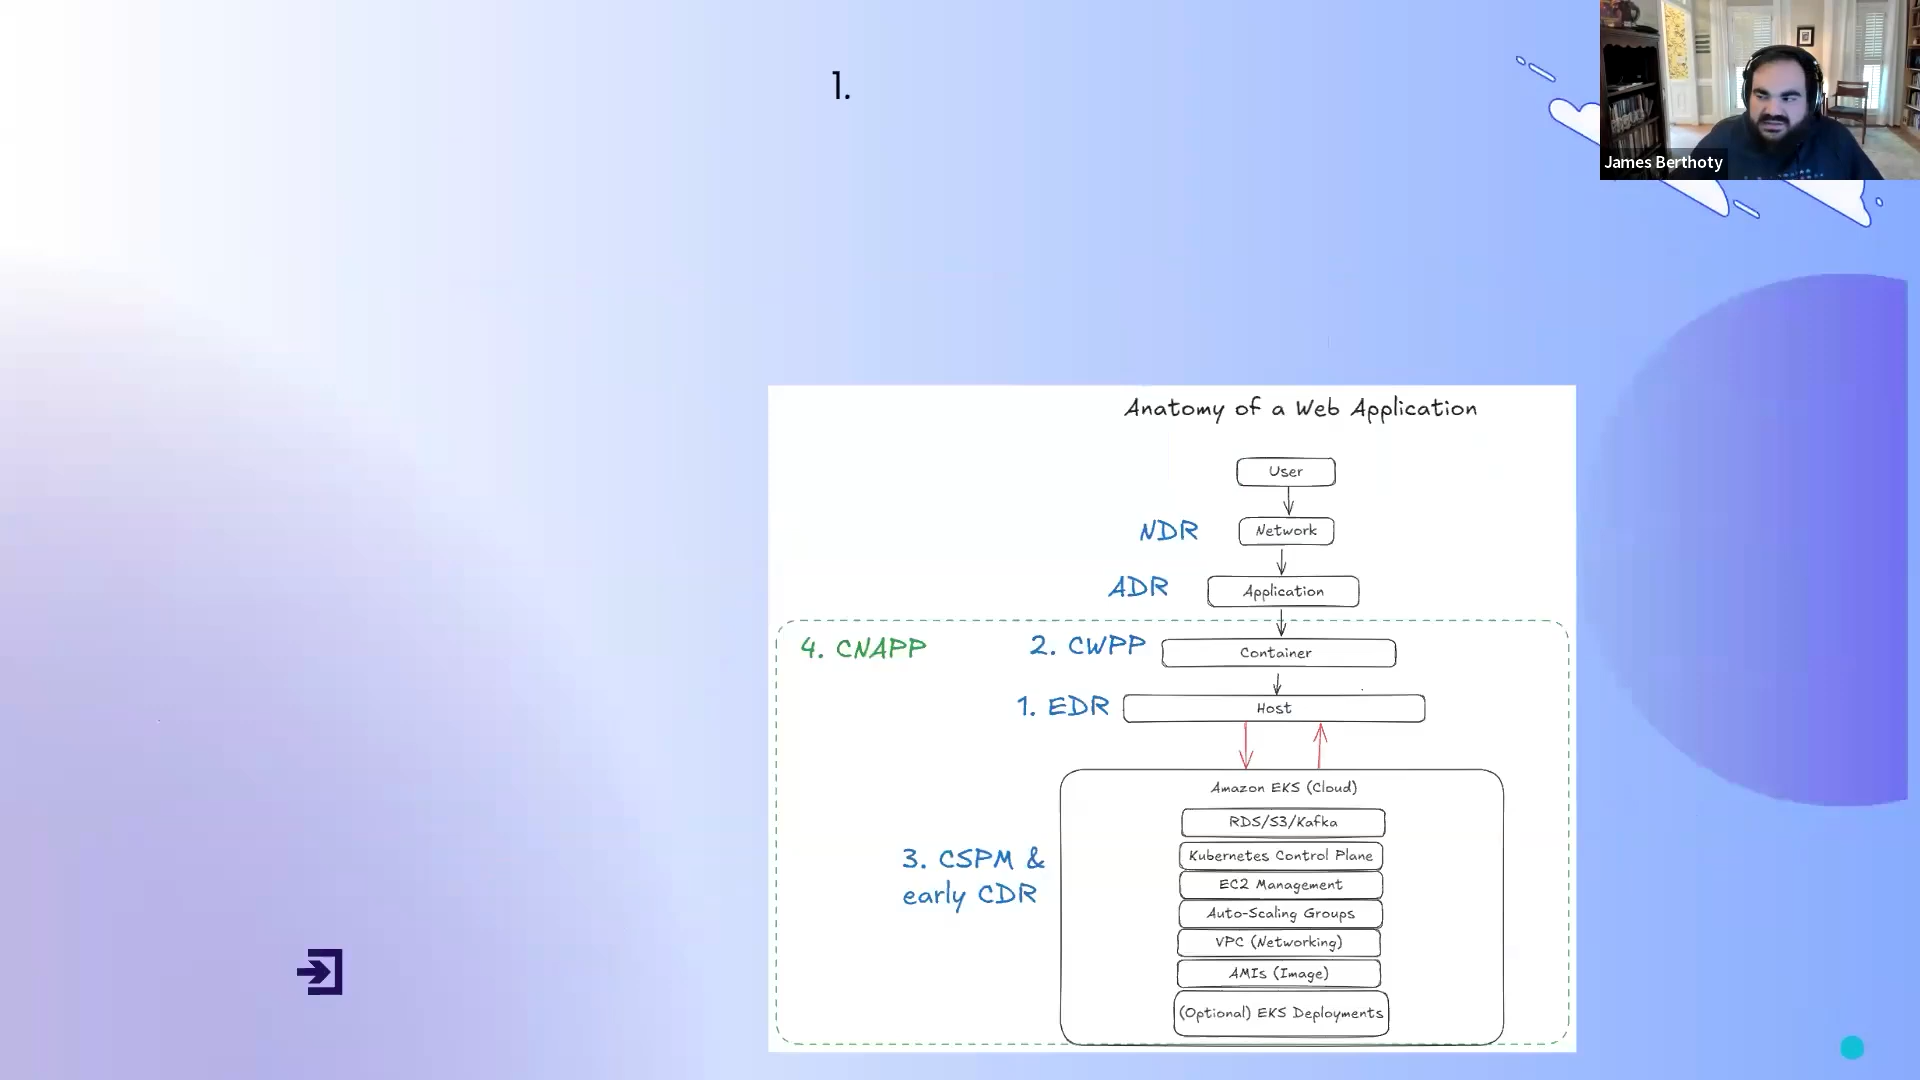 1.
James Berthoty
Anatomy of a Web Application
User
NDR
Network
ADR
Application
4. CNAPP
2. CWPP
Container
1. EDR
Host
Amazon EKS (Cloud)
RDS/S3/Kafka
3. CSPM &
early CDR
Kubernetes Control Plane
EC2 Management
Auto-Scaling Groups
VPC (Networking)
AMIs (Image)
(Optional) EKS Deployments